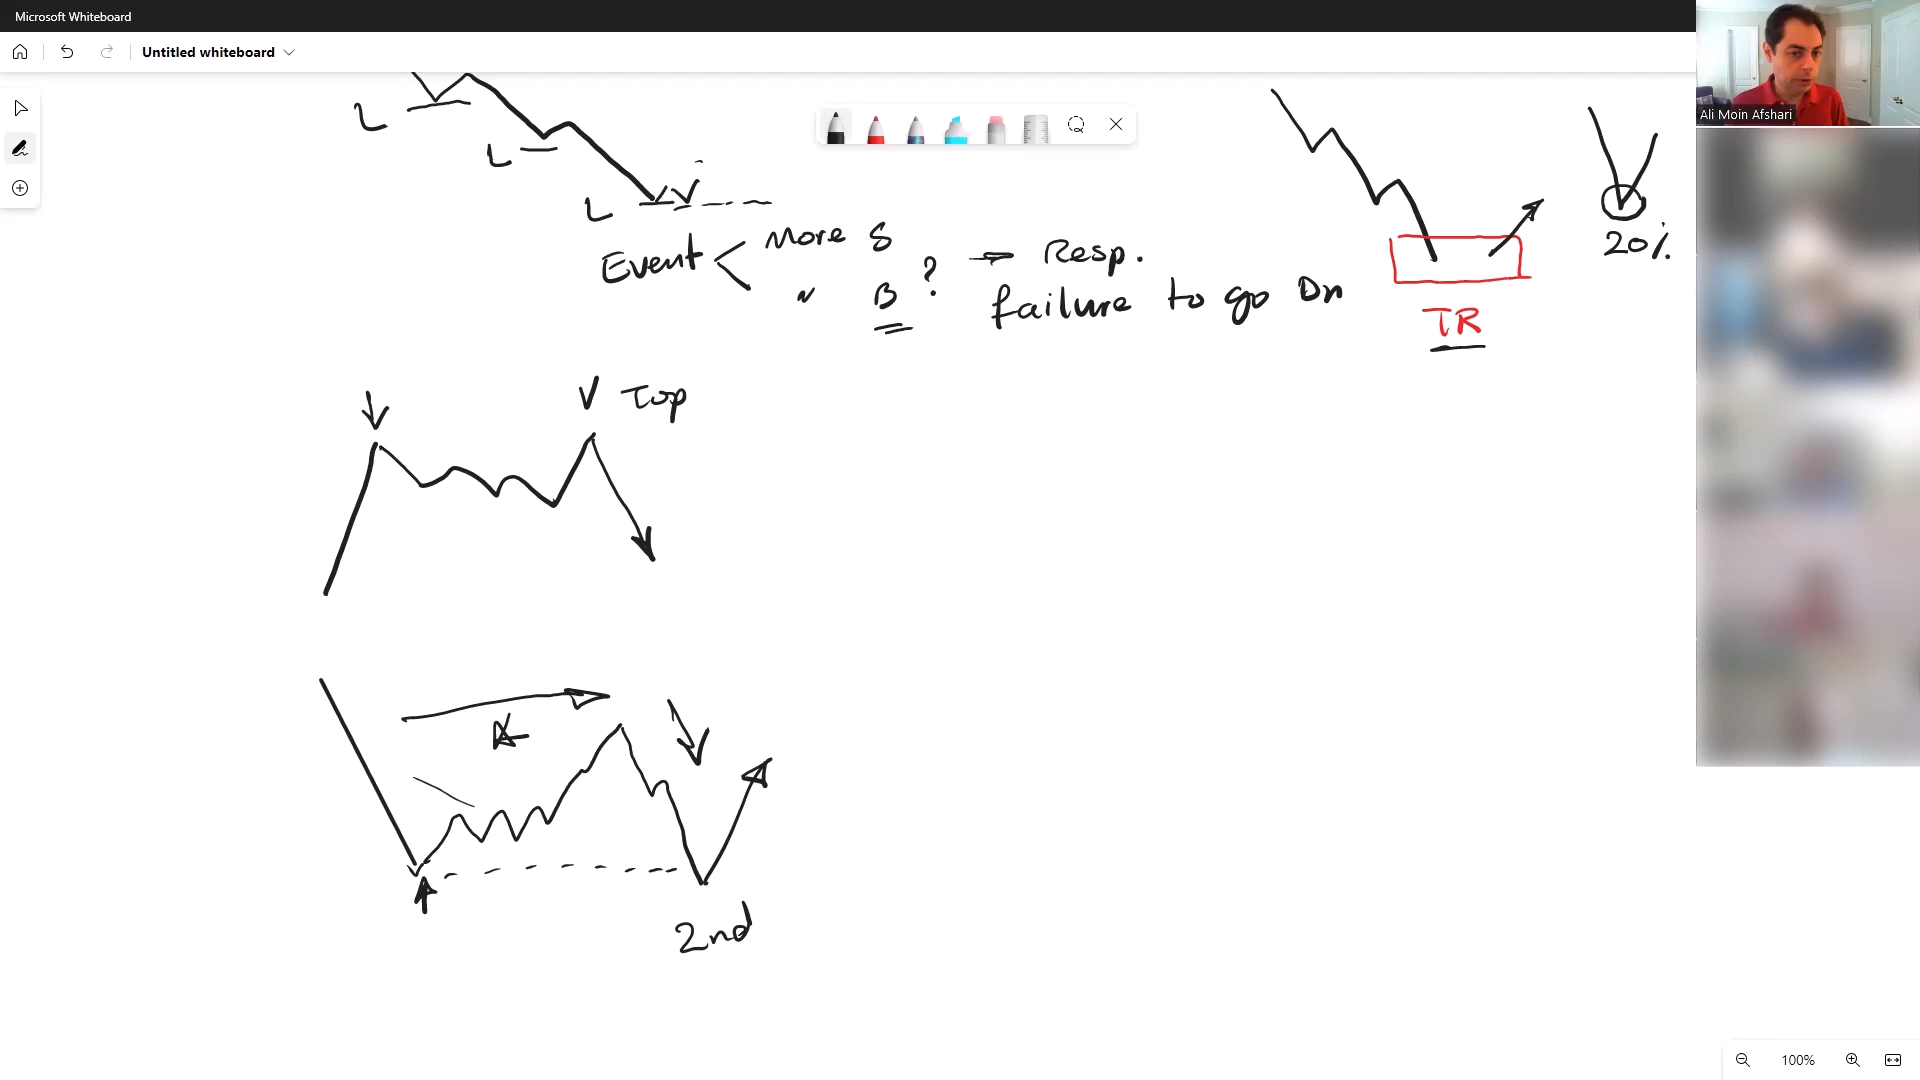 Microsoft Whiteboard
Untitled whiteboard
Ali Moin Afshari
L
L
L
Event
More S
" B ?
Resp.
failure to go Dn
20%
TR
Top
2nd
100%